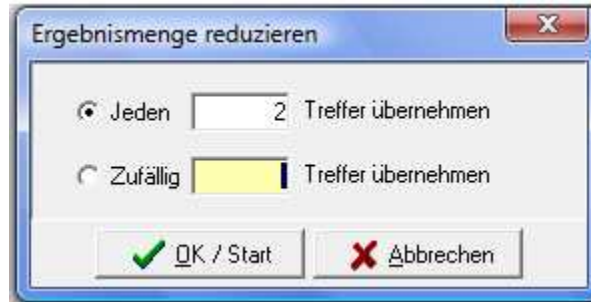 Ergebnismenge reduzieren
Jeden 2 Treffer übernehmen
Zufällig Treffer übernehmen
OK / Start Abbrechen